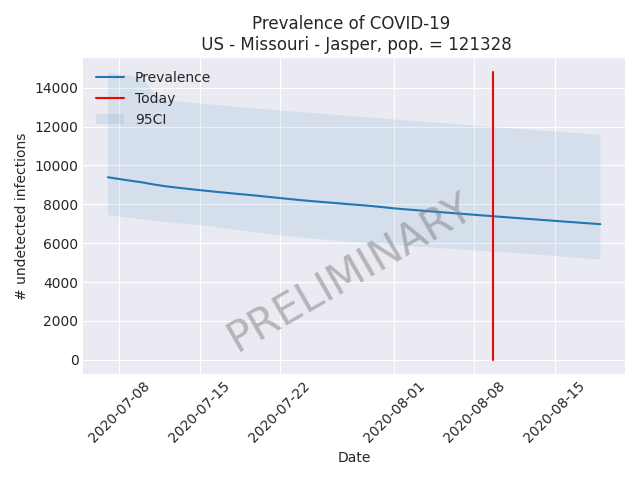 Prevalence of COVID-19
US - Missouri - Jasper, pop. = 121328
Prevalence
Today
95CI
14000
12000
10000
8000
6000
4000
2000
0
# undetected infections
PRELIMINARY
2020-07-08
2020-07-15
2020-07-22
2020-08-01
2020-08-08
2020-08-15
Date